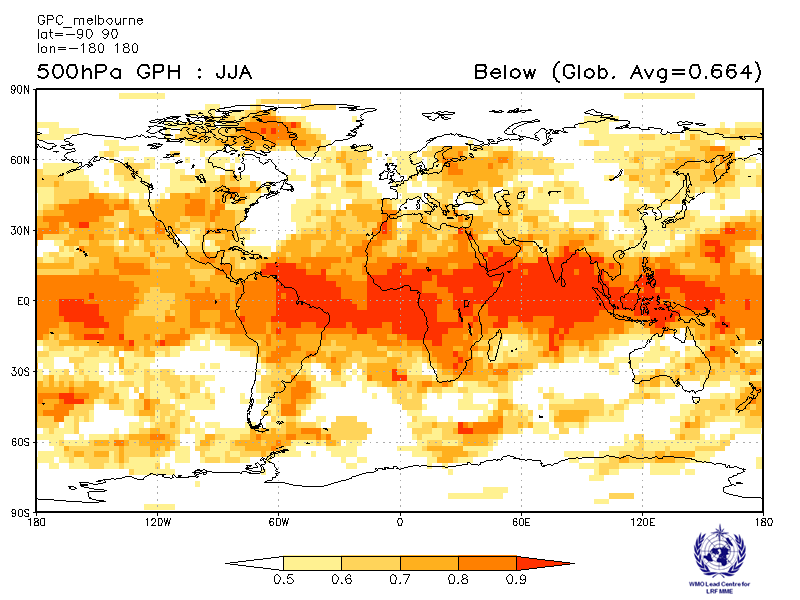 GPC_melbourne
lat=-90 90
lon=-180 180
500hPa GPH : JJA
Below (Glob. Avg=0.664)
90N
60N
30N
EQ
30S
60S
90S
180 120W 60W 0 60E 120E 180
0.5 0.6 0.7 0.8 0.9
WMO Lead Centre for
LRF MME